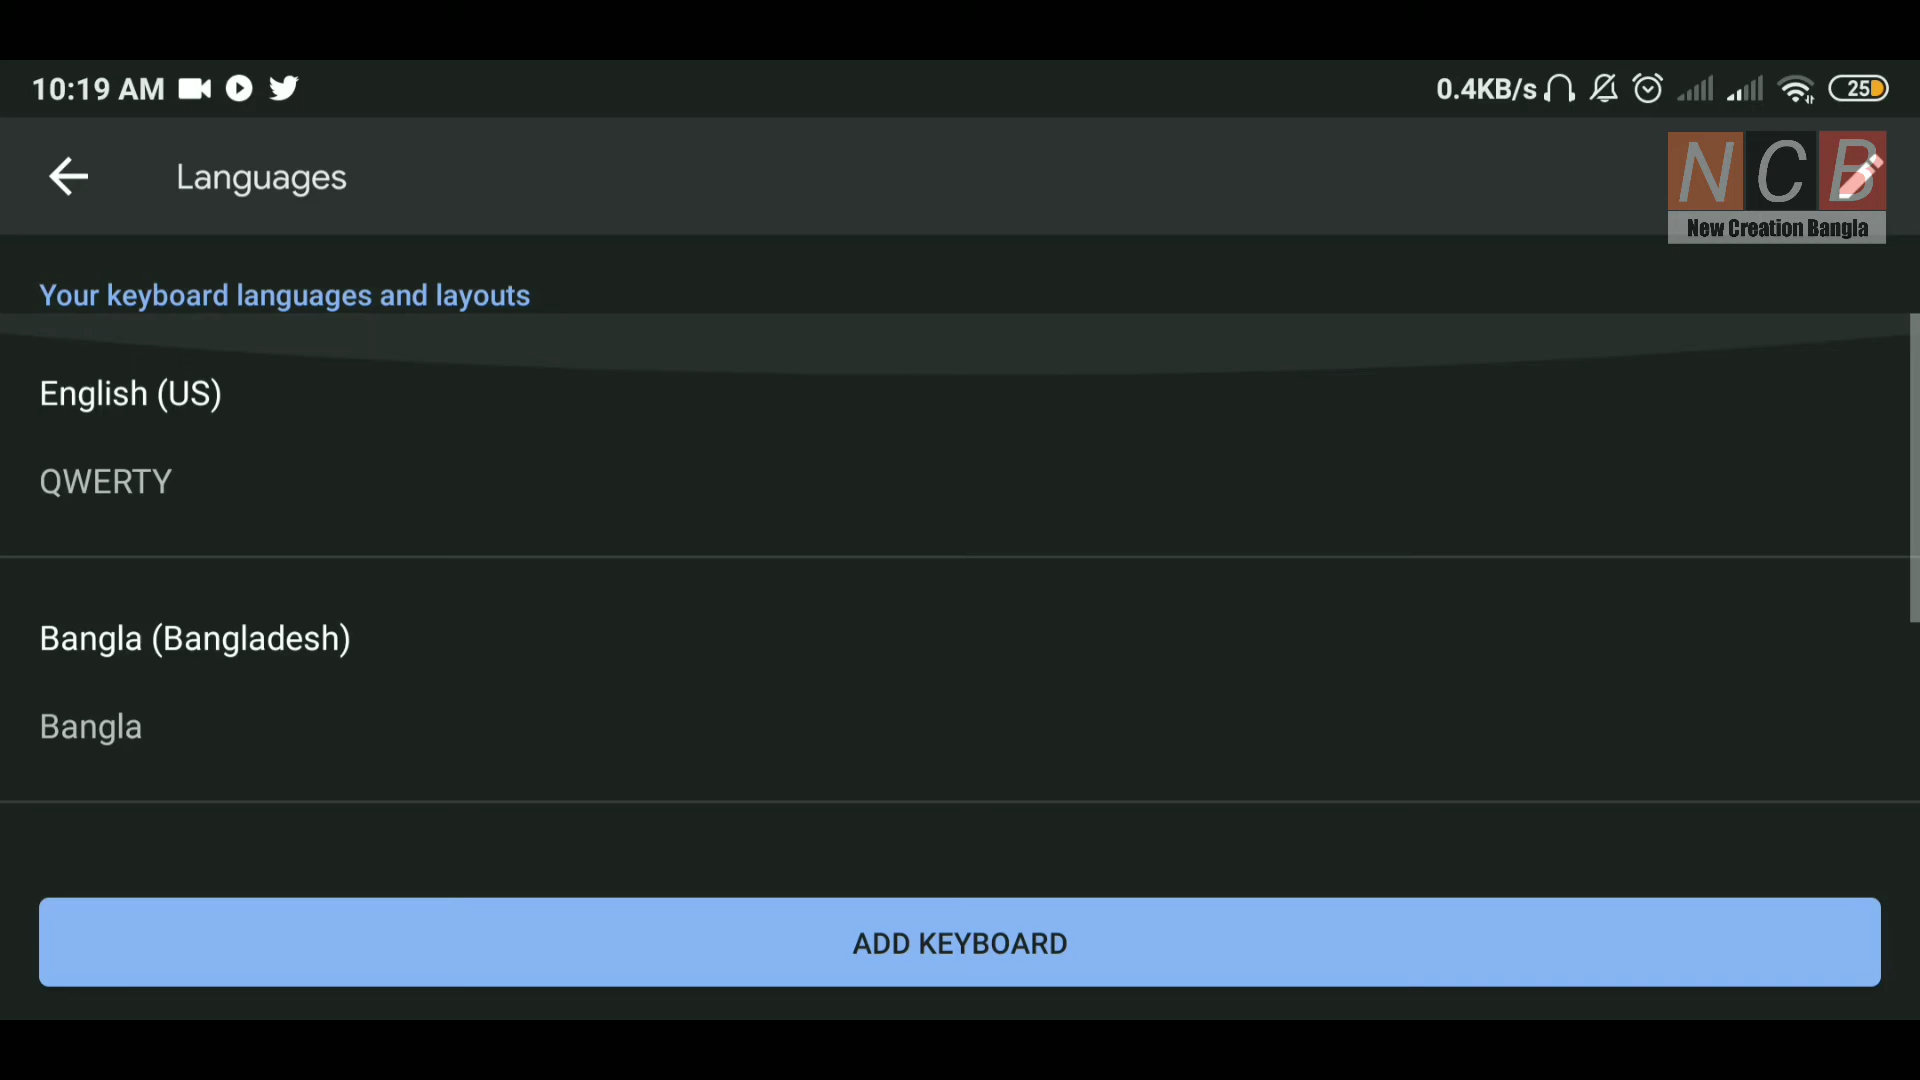 10:19 AM 0.4KB/s 25
Languages
NCB
New Creation Bangla
Your keyboard languages and layouts
English (US)
QWERTY
Bangla (Bangladesh)
Bangla
ADD KEYBOARD